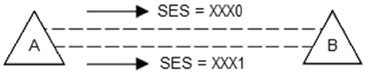 SES = XXX0
A
B
SES = XXX1